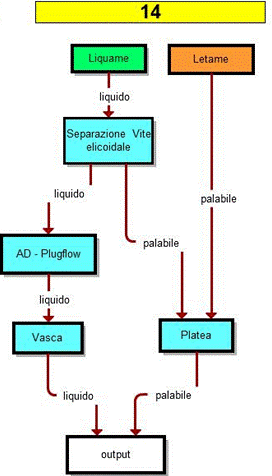 14
Liquame
Letame
liquido
Separazione Vite
elicoidale
liquido
palabile
palabile
AD - Plugflow
liquido
Vasca
Platea
liquido
palabile
output